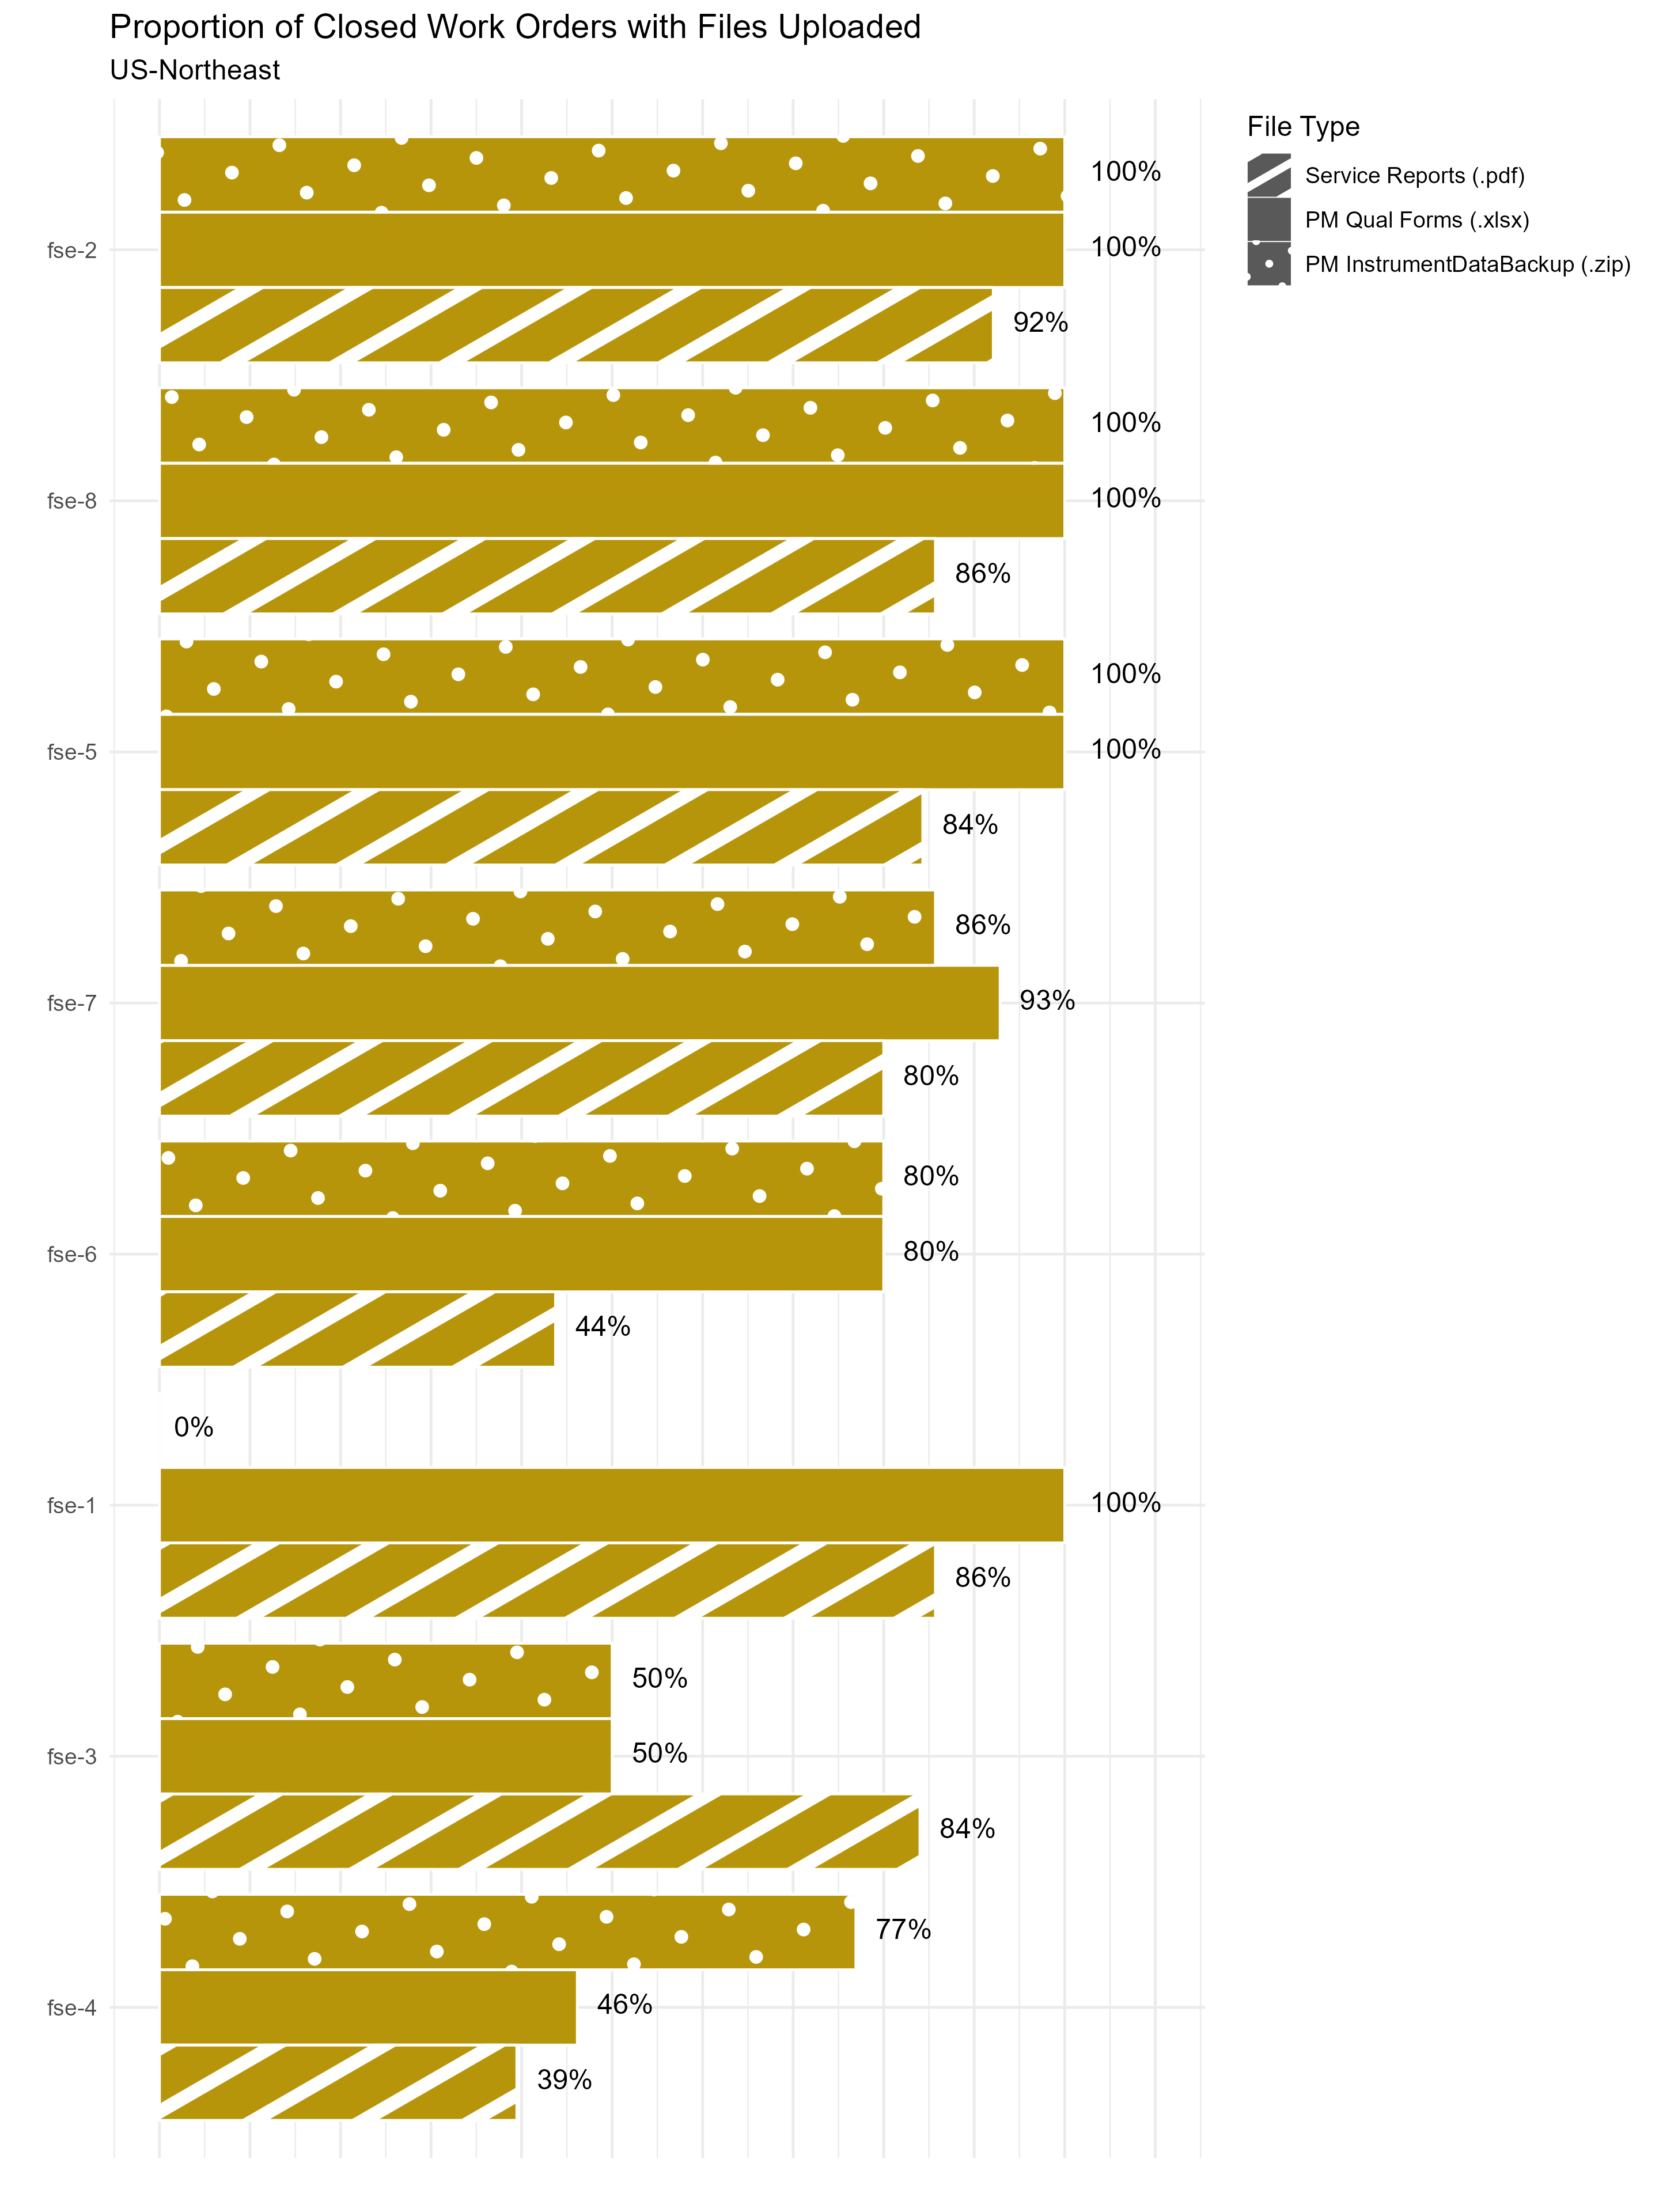 Proportion of Closed Work Orders with Files Uploaded
US-Northeast
File Type
Service Reports (.pdf)
PM Qual Forms (.xlsx)
PM InstrumentDataBackup (.zip)
100%
fse-2 100%
92%
100%
fse-8 100%
86%
100%
fse-5 100%
84%
86%
fse-7 93%
80%
80%
fse-6 80%
44%
0%
fse-1 100%
86%
50%
fse-3 50%
84%
77%
fse-4 46%
39%